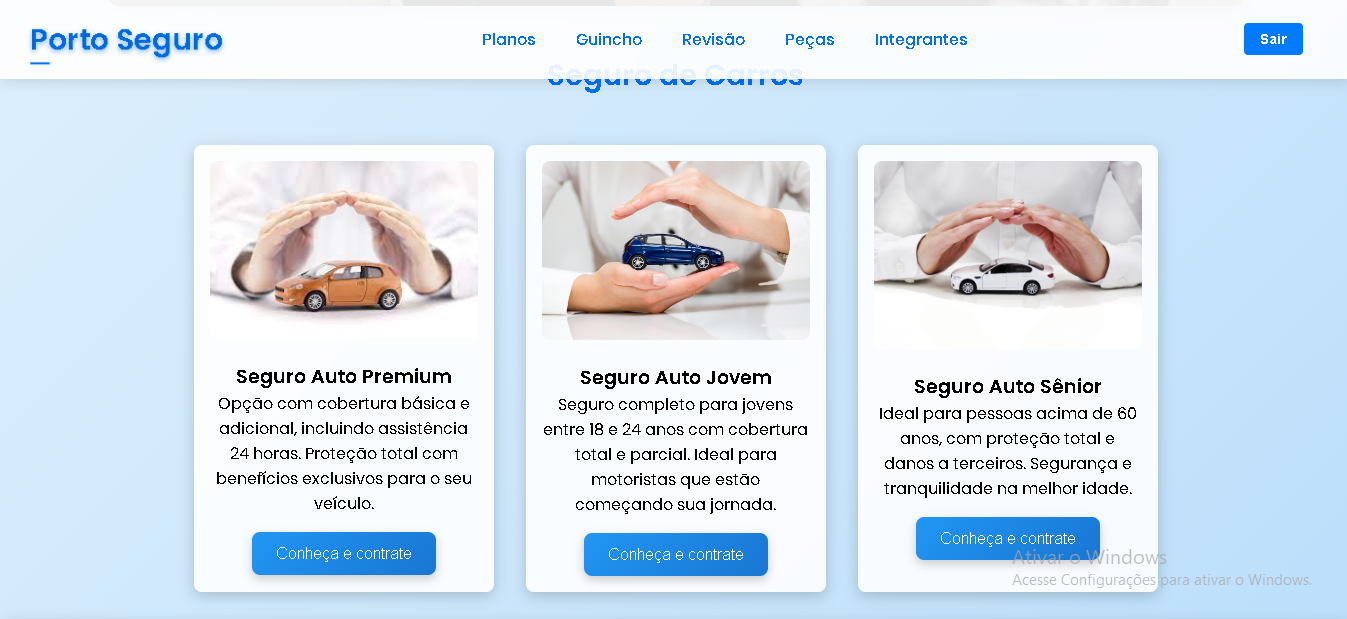 Porto Seguro
Planos
Guincho
Revisão
Peças
Integrantes
Sair
Seguro de Carros
Seguro Auto Premium
Opção com cobertura básica e
adicional, incluindo assistência
24 horas. Proteção total com
benefícios exclusivos para o seu
veículo.
Conheça e contrate
Seguro Auto Jovem
Seguro completo para jovens
entre 18 e 24 anos com cobertura
total e parcial. Ideal para
motoristas que estão
começando sua jornada.
Conheça e contrate
Seguro Auto Sênior
Ideal para pessoas acima de 60
anos, com proteção total e
danos a terceiros. Segurança e
tranquilidade na melhor idade.
Conheça e contrate
Ativar o Windows
Acesse Configurações para ativar o Windows.